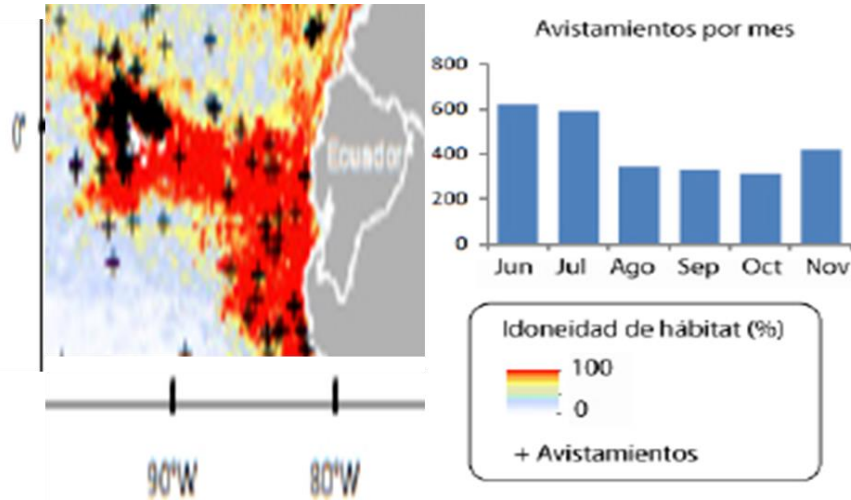 0°
Ecuador
90°W
80°W
Avistamientos por mes
800
600
400
200
0
Jun Jul Ago Sep Oct Nov
Idoneidad de hábitat (%)
100
0
+ Avistamientos